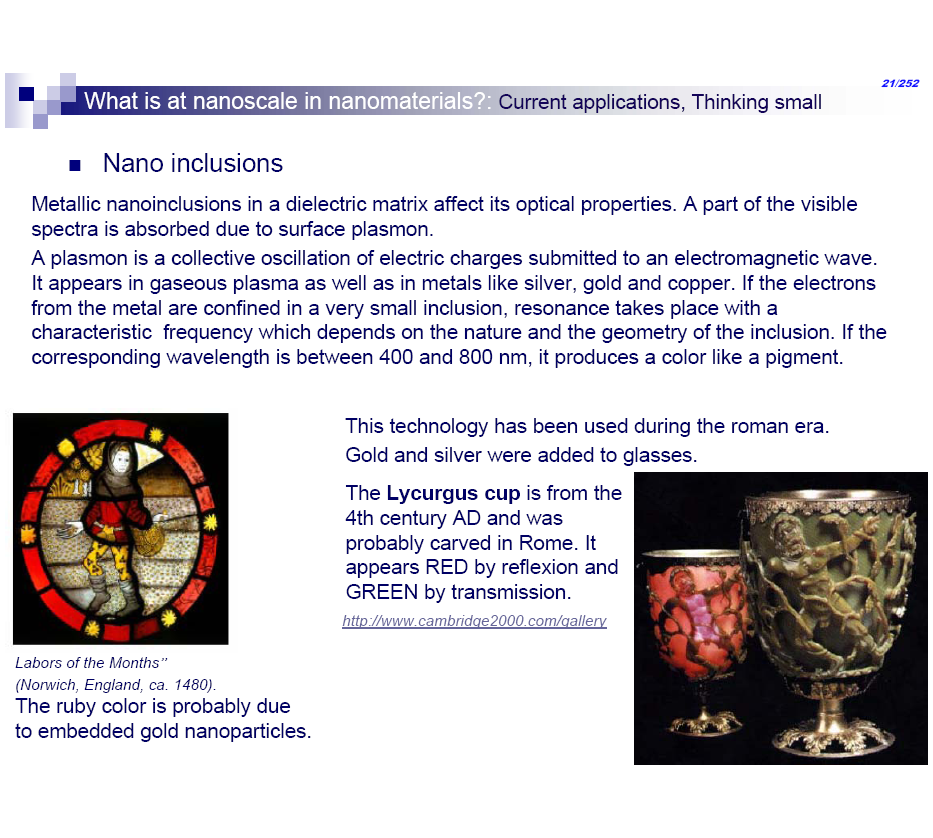 21/252
What is at nanoscale in nanomaterials?: Current applications, Thinking small
Nano inclusions
Metallic nanoinclusions in a dielectric matrix affect its optical properties. A part of the visible
spectra is absorbed due to surface plasmon.
A plasmon is a collective oscillation of electric charges submitted to an electromagnetic wave.
It appears in gaseous plasma as well as in metals like silver, gold and copper. If the electrons
from the metal are confined in a very small inclusion, resonance takes place with a
characteristic frequency which depends on the nature and the geometry of the inclusion. If the
corresponding wavelength is between 400 and 800 nm, it produces a color like a pigment.
This technology has been used during the roman era.
Gold and silver were added to glasses.
The Lycurgus cup is from the
4th century AD and was
probably carved in Rome. It
appears RED by reflexion and
GREEN by transmission.
http://www.cambridge2000.com/gallery
Labors of the Months’’
(Norwich, England, ca. 1480).
The ruby color is probably due
to embedded gold nanoparticles.